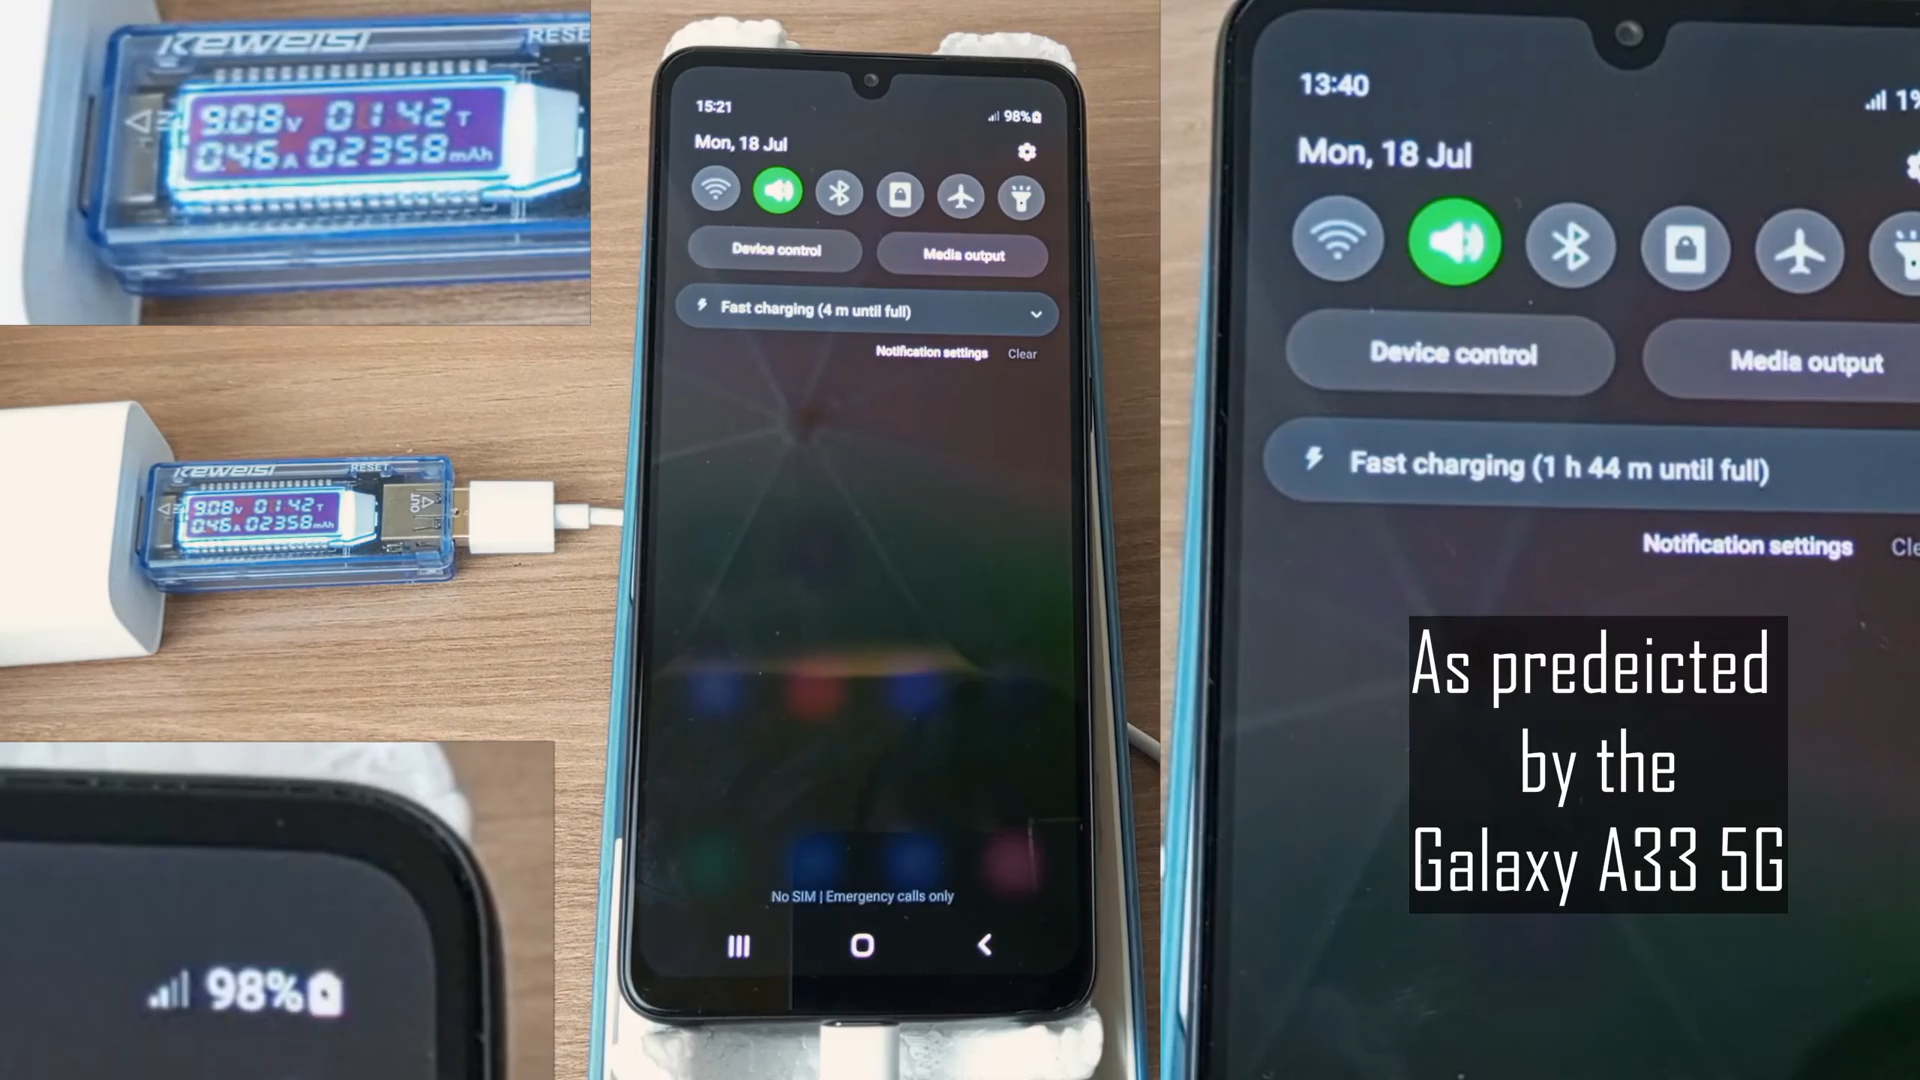 KEWEISI
RESE
9.08V 01:42T
0.46A 02358mAh
KEWEISI
RESET
OUT
9.08V 01:42T
0.46A 02358mAh
98%
15:21
98%
Mon, 18 Jul
Device control
Media output
Fast charging (4 m until full)
Notification settings
Clear
No SIM | Emergency calls only
13:40
1%
Mon, 18 Jul
Device control
Media output
Fast charging (1 h 44 m until full)
Notification settings
Cle
As predeicted
by the
Galaxy A33 5G